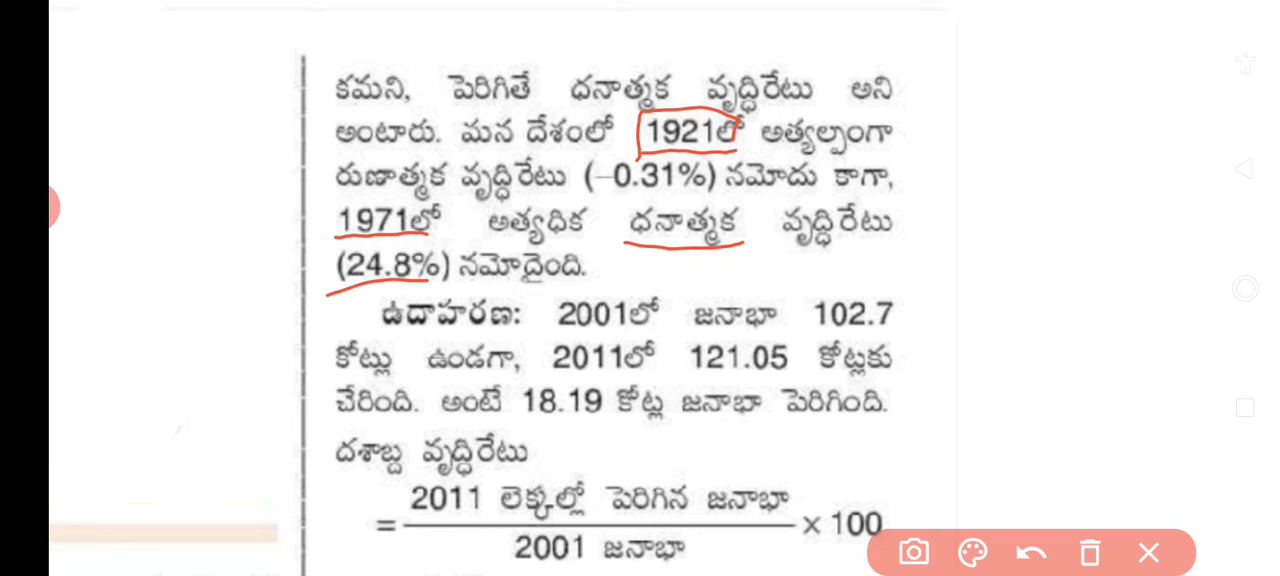 కమని, పెరిగితే ధనాత్మక వృద్ధిరేటు అని
అంటారు. మన దేశంలో 1921లో అత్యల్పంగా
రుణాత్మక వృద్ధిరేటు (–0.31%) నమోదు కాగా,
1971లో అత్యధిక ధనాత్మక వృద్ధిరేటు
(24.8%) నమోదైంది.
ఉదాహరణ: 2001లో జనాభా 102.7
కోట్లు ఉండగా, 2011లో 121.05 కోట్లకు
చేరింది. అంటే 18.19 కోట్ల జనాభా పెరిగింది.
దశాబ్ద వృద్ధిరేటు
= 2011 లెక్కల్లో పెరిగిన జనాభా × 100
2001 జనాభా